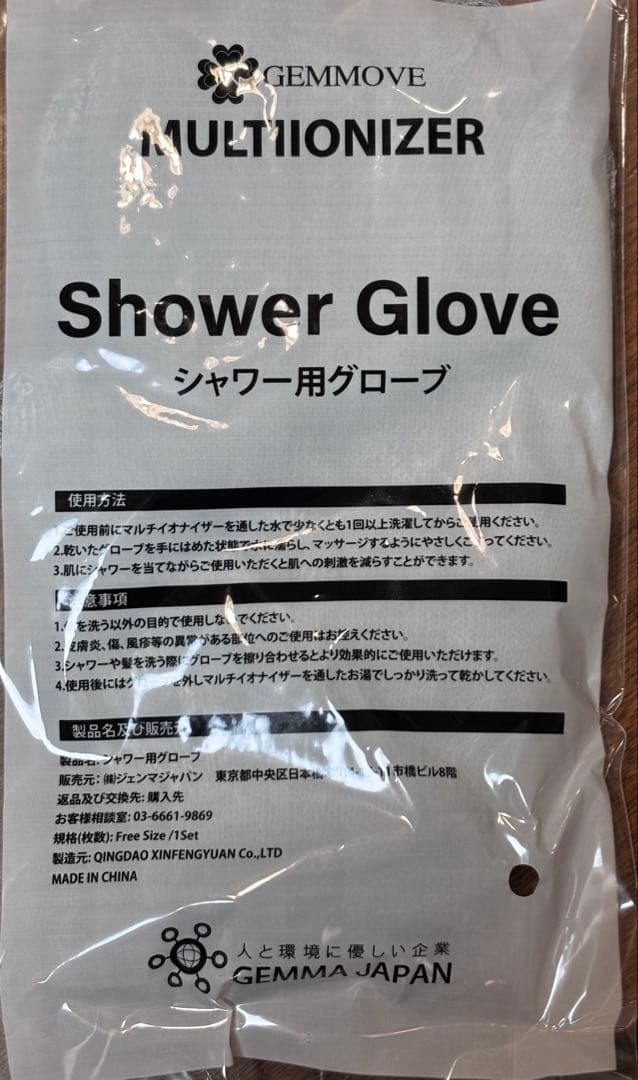 GEMMOVE
MULTIIONIZER
Shower Glove
シャワー用グローブ
使用方法
ご使用前にマルチイオナイザーを通した水で少なくとも1回以上洗濯してからご使用ください。
2.乾いたグローブを手にはめた状態で水に濡らし、マッサージするようにやさしくこすってください。
3.肌にシャワーを当てながらご使用いただくと肌への刺激を減らすことができます。
注意事項
1.体を洗う以外の目的で使用しないでください。
2.皮膚炎、傷、風疹等の異常がある部位へのご使用はお控えください。
3.シャワーや髪を洗う際にグローブを擦り合わせるとより効果的にご使用いただけます。
4.使用後にはグローブを外しマルチイオナイザーを通したお湯でしっかり洗って乾かしてください。
製品名及び販売元
製品名: シャワー用グローブ
販売元: ㈱ジェンマジャパン 東京都中央区日本橋 市橋ビル8階
返品及び交換先: 購入先
お客様相談室: 03-6661-9869
規格(枚数): Free Size /1Set
製造元: QINGDAO XINFENGYUAN Co.,LTD
MADE IN CHINA
人と環境に優しい企業
GEMMA JAPAN